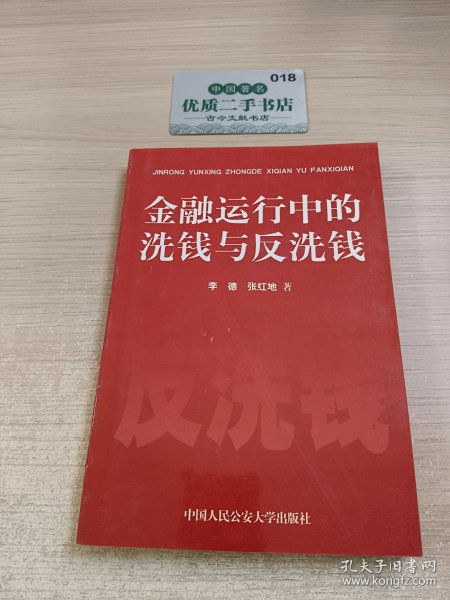 018
中国著名
优质二手书店
古今文献书店
JINRONG YUNXING ZHONGDE XIQIAN YU FANXIQIAN
金融运行中的
洗钱与反洗钱
李 德 张红地 著
反洗钱
中国人民公安大学出版社
孔夫子旧书网
www.kongfz.com